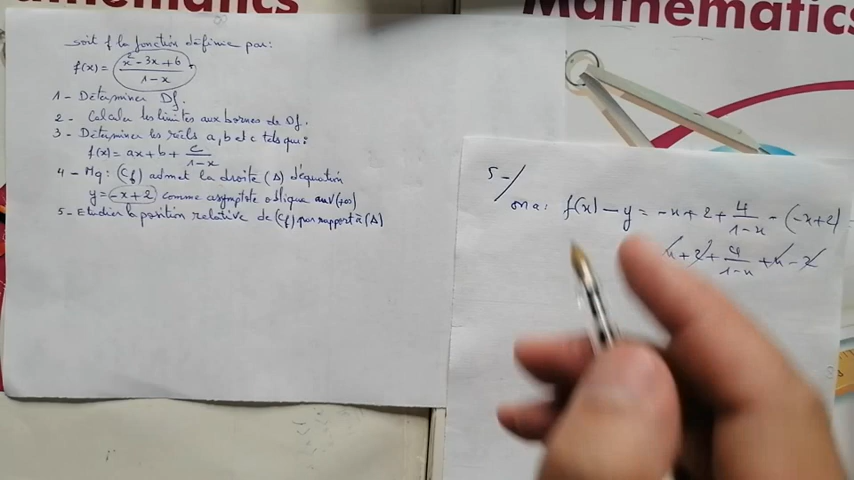 Mathematics
soit f la fonction définie par:
f(x) = x² - 3x + 6 / 1 - x
1 - Déterminer Df.
2 - Calculer les limites aux bornes de Df.
3 - Déterminer les réels a, b et c tels que:
f(x) = ax + b + c / 1 - x
4 - Mq: (Cf) admet la droite (Δ) d'équation
y = -x + 2 comme asymptote oblique au V(+∞)
5 - Etudier la position relative de (Cf) par rapport à (Δ)
5 -/
on a: f(x) - y = -x + 2 + 4 / 1 - x - (-x + 2)
x + 2 + 4 / 1 - x + x - 2